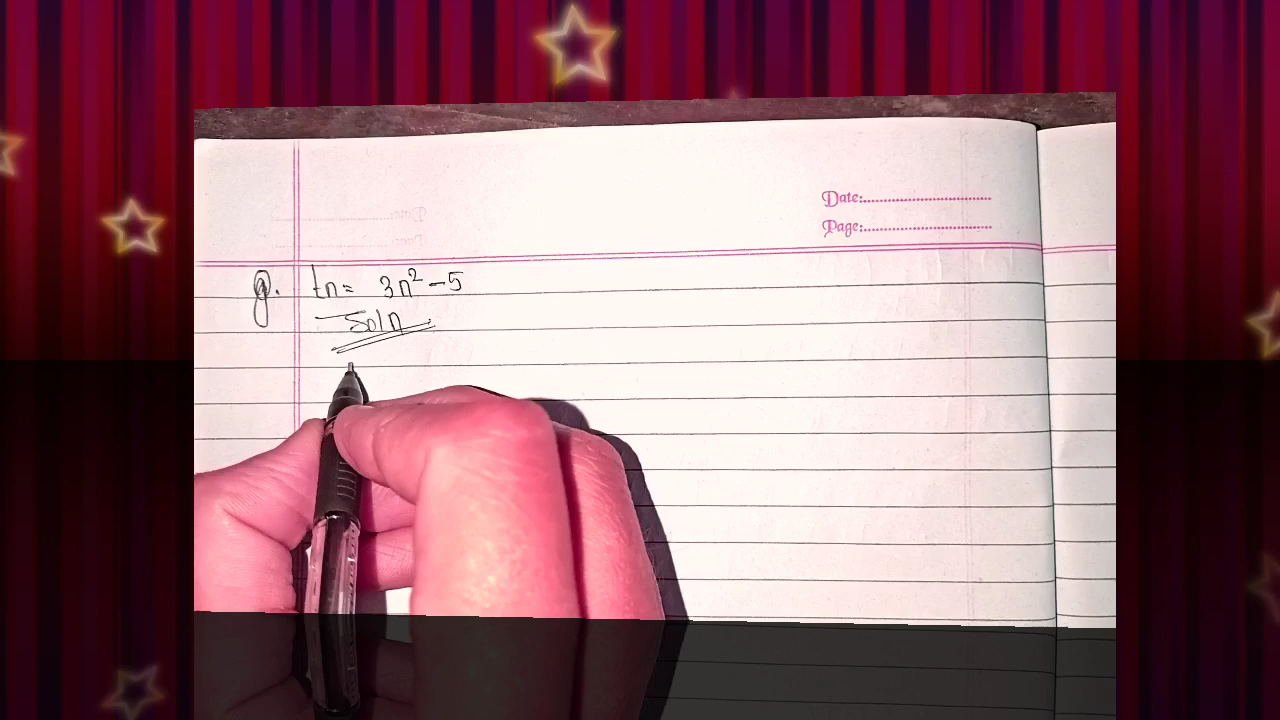 Date:
Page:
g. tn = 3n² - 5
Soln